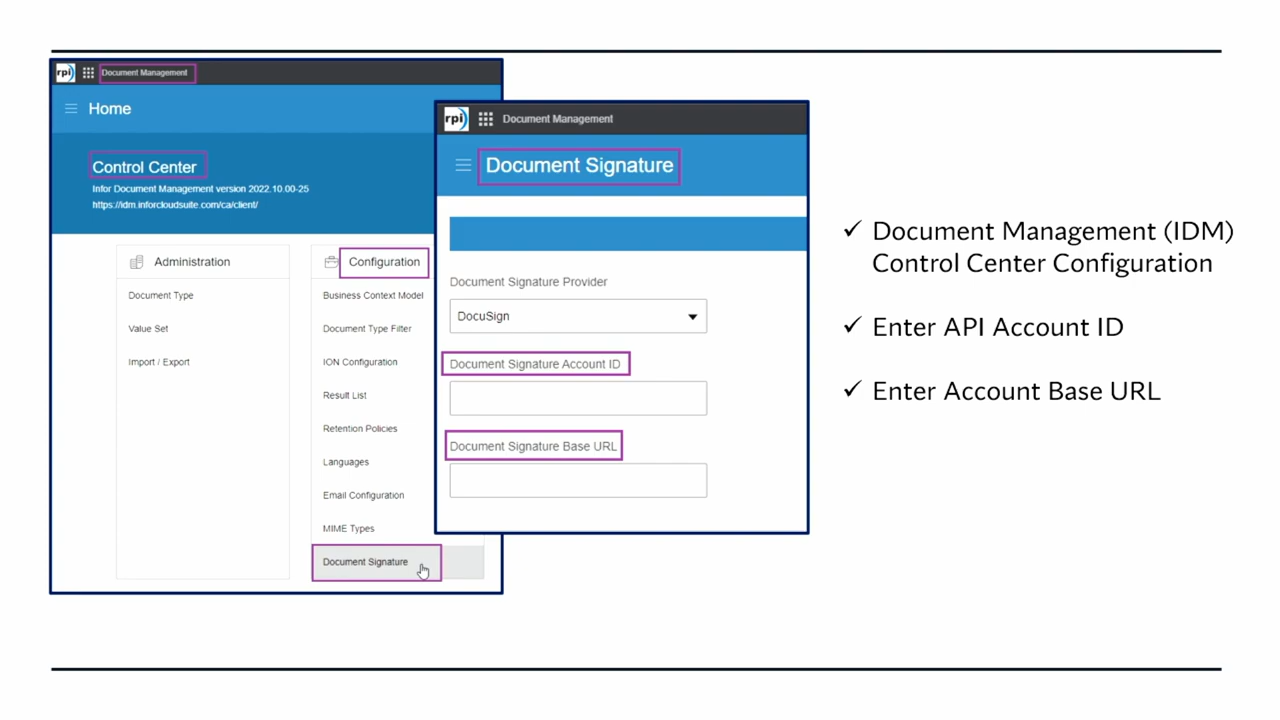 rpi
Document Management
Home
Control Center
Infor Document Management version 2022.10.00-25
https://idm.inforcloudsuite.com/ca/client/
Administration
Document Type
Value Set
Import / Export
Configuration
Business Context Model
Document Type Filter
ION Configuration
Result List
Retention Policies
Languages
Email Configuration
MIME Types
Document Signature
rpi
Document Management
Document Signature
Document Signature Provider
DocuSign
Document Signature Account ID
Document Signature Base URL
✓ Document Management (IDM)
Control Center Configuration
✓ Enter API Account ID
✓ Enter Account Base URL